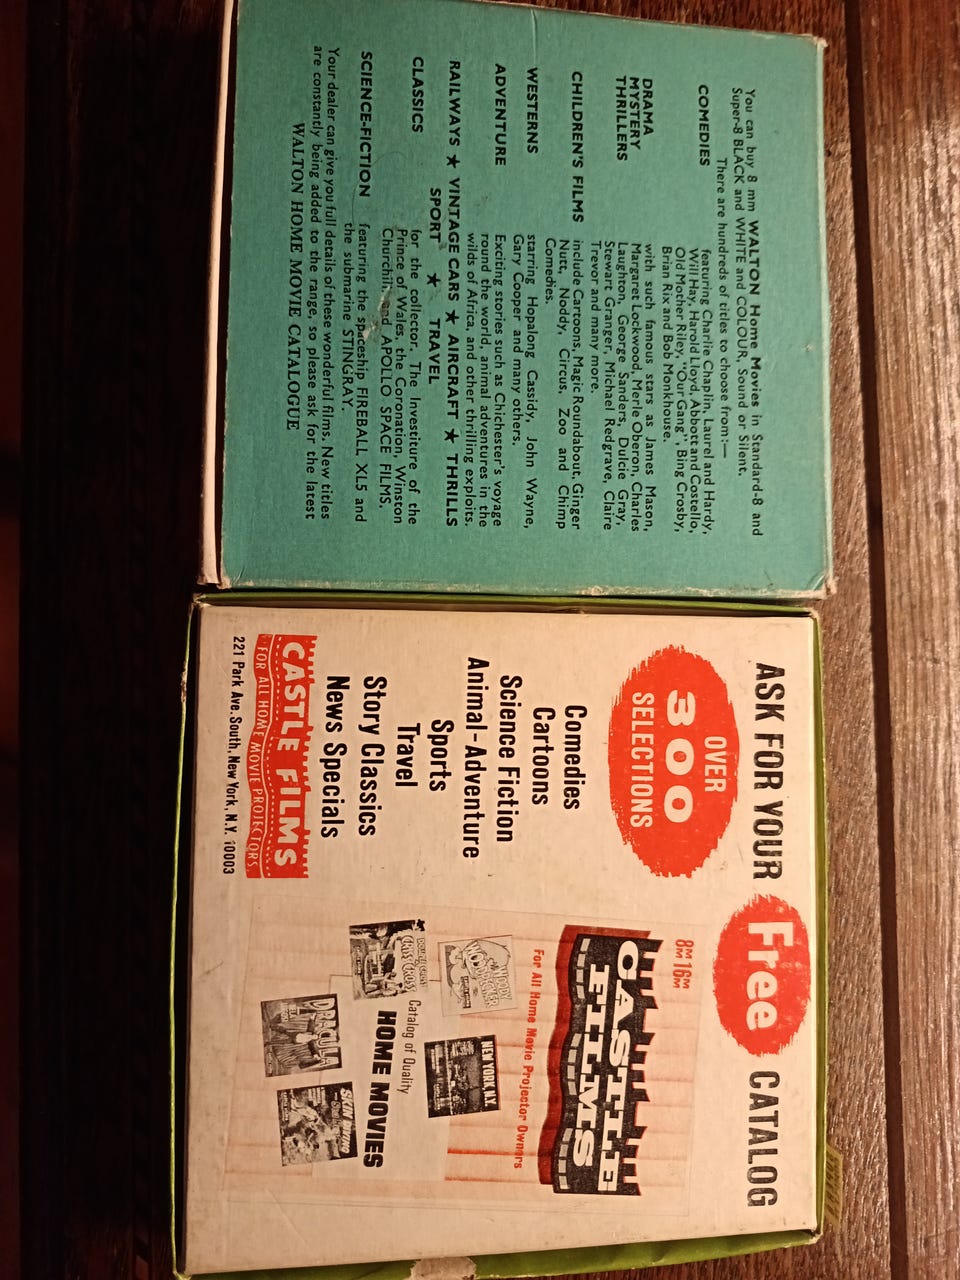 You can buy 8 mm WALTON Home Movies in Standard-8 and
Super-8 BLACK and WHITE and COLOUR, Sound or Silent.
There are hundreds of titles to choose from:—
COMEDIES
featuring Charlie Chaplin, Laurel and Hardy,
Will Hay, Harold Lloyd, Abbott and Costello,
Old Mother Riley, "Our Gang", Bing Crosby,
Brian Rix and Bob Monkhouse.
DRAMA
MYSTERY
THRILLERS
with such famous stars as James Mason,
Margaret Lockwood, Merle Oberon, Charles
Laughton, George Sanders, Dulcie Gray,
Stewart Granger, Michael Redgrave, Claire
Trevor and many more.
CHILDREN'S FILMS
include Cartoons, Magic Roundabout, Ginger
Nutt, Noddy, Circus, Zoo and Chimp
Comedies.
WESTERNS
starring Hopalong Cassidy, John Wayne,
Gary Cooper and many others.
ADVENTURE
Exciting stories such as Chichester's voyage
round the world, animal adventures in the
wilds of Africa, and other thrilling exploits.
RAILWAYS ★ VINTAGE CARS ★ AIRCRAFT ★ THRILLS
SPORT ★ TRAVEL
CLASSICS
for the collector. The Investiture of the
Prince of Wales, the Coronation, Winston
Churchill, and APOLLO SPACE FILMS.
SCIENCE-FICTION
featuring the spaceship FIREBALL XL5 and
the submarine STINGRAY.
Your dealer can give you full details of these wonderful films. New titles
are constantly being added to the range, so please ask for the latest
WALTON HOME MOVIE CATALOGUE
ASK FOR YOUR Free CATALOG
OVER
300
SELECTIONS
Comedies
Cartoons
Science Fiction
Animal-Adventure
Sports
Travel
Story Classics
News Specials
CASTLE FILMS
FOR ALL HOME MOVIE PROJECTORS
221 Park Ave. South, New York, N.Y. 10003
8MM 16MM
CASTLE
FILMS
For All Home Movie Projector Owners
WOODY
WOODPECKER
NEW YORK, N.Y.
CRISS CROSS
Catalog of Quality
HOME MOVIES
DRACULA